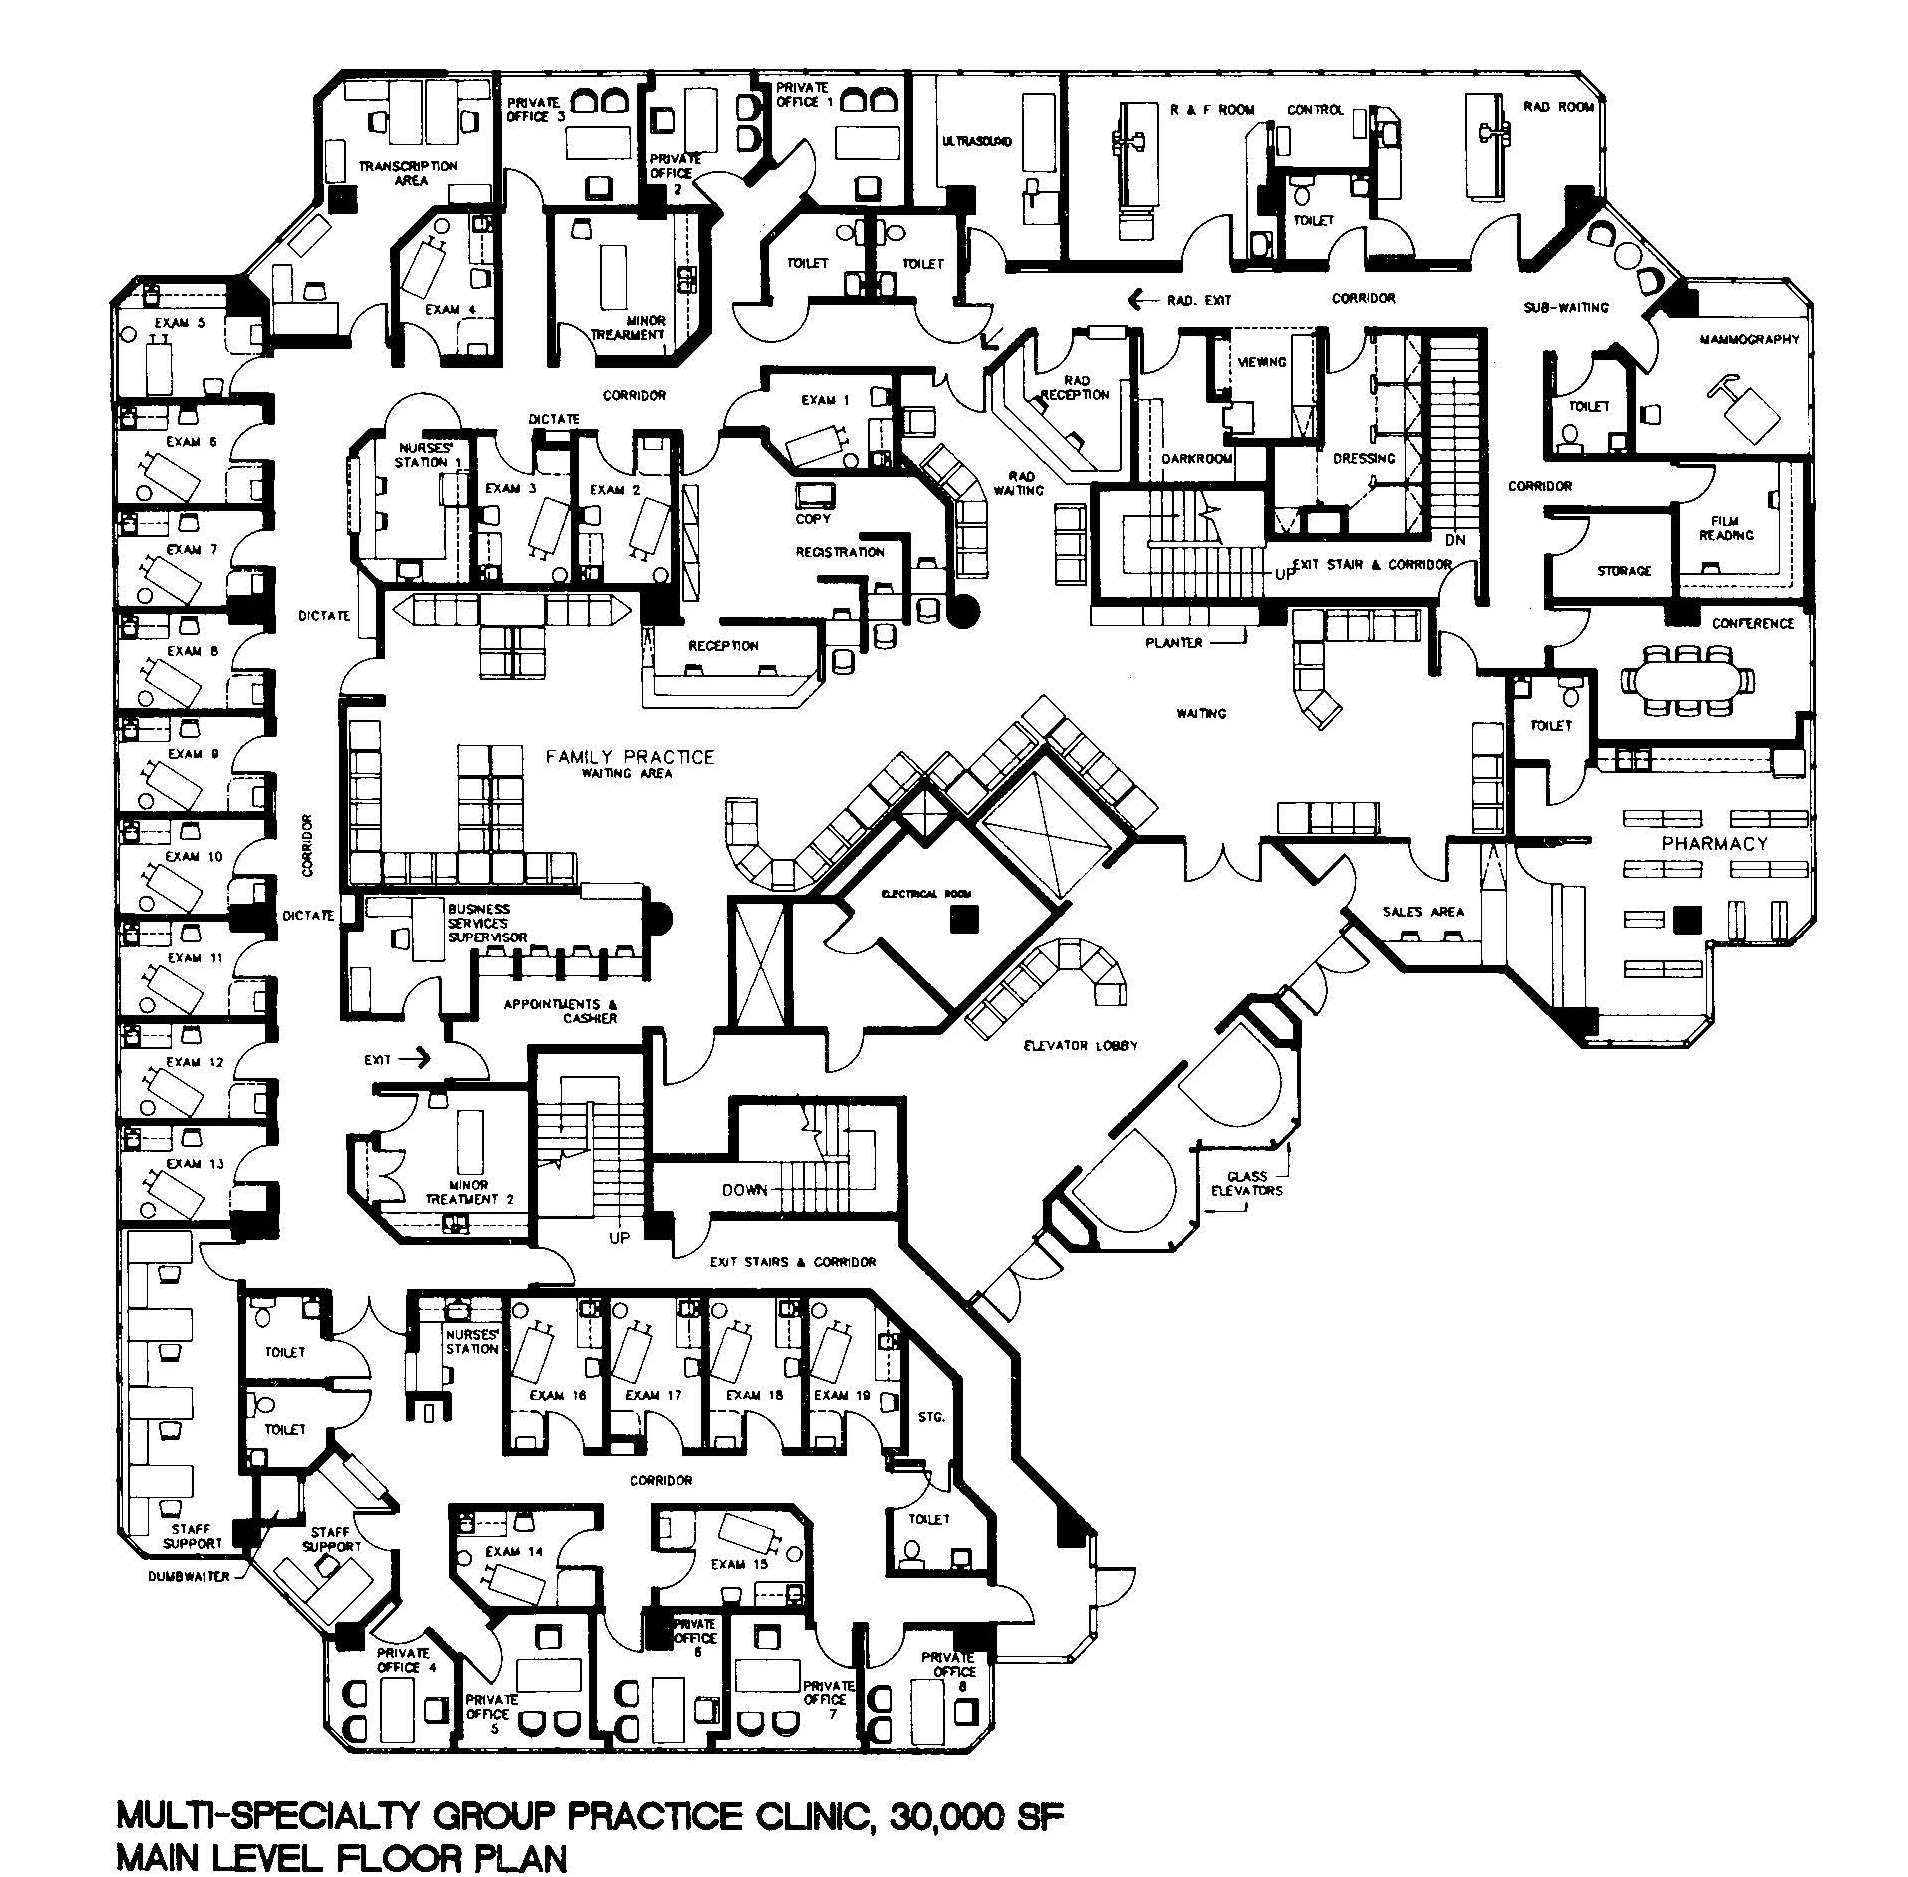 PRIVATE
OFFICE 3
PRIVATE
OFFICE
2
PRIVATE
OFFICE 1
TRANSCRIPTION
AREA
ULTRASOUND
R & F ROOM
CONTROL
RAD ROOM
TOILET
TOILET
TOILET
EXAM 4
EXAM 5
MINOR
TREARMENT
1
RAD. EXIT
CORRIDOR
SUB-WAITING
MAMMOGRAPHY
VIEWING
RAD
RECEPTION
CORRIDOR
EXAM 1
DICTATE
TOILET
EXAM 6
NURSES'
STATION 1
EXAM 3
EXAM 2
COPY
RAD
WAITING
DARKROOM
DRESSING
CORRIDOR
REGISTRATION
FILM
READING
EXAM 7
DN
UP
EXIT STAIR & CORRIDOR
STORAGE
DICTATE
RECEPTION
PLANTER
CONFERENCE
EXAM 8
WAITING
TOILET
FAMILY PRACTICE
WAITING AREA
EXAM 9
PHARMACY
EXAM 10
CORRIDOR
ELECTRICAL ROOM
DICTATE
BUSINESS
SERVICES
SUPERVISOR
SALES AREA
EXAM 11
APPOINTMENTS &
CASHIER
ELEVATOR LOBBY
EXIT
EXAM 12
EXAM 13
MINOR
TREATMENT 2
DOWN
GLASS
ELEVATORS
UP
EXIT STAIRS & CORRIDOR
NURSES'
STATION
TOILET
EXAM 16
EXAM 17
EXAM 18
EXAM 19
STG.
TOILET
CORRIDOR
TOILET
STAFF
SUPPORT
STAFF
SUPPORT
EXAM 14
EXAM 15
DUMBWAITER
PRIVATE
OFFICE 4
PRIVATE
OFFICE
5
PRIVATE
OFFICE
6
PRIVATE
OFFICE
7
PRIVATE
OFFICE
8
MULTI-SPECIALTY GROUP PRACTICE CLINIC, 30,000 SF
MAIN LEVEL FLOOR PLAN